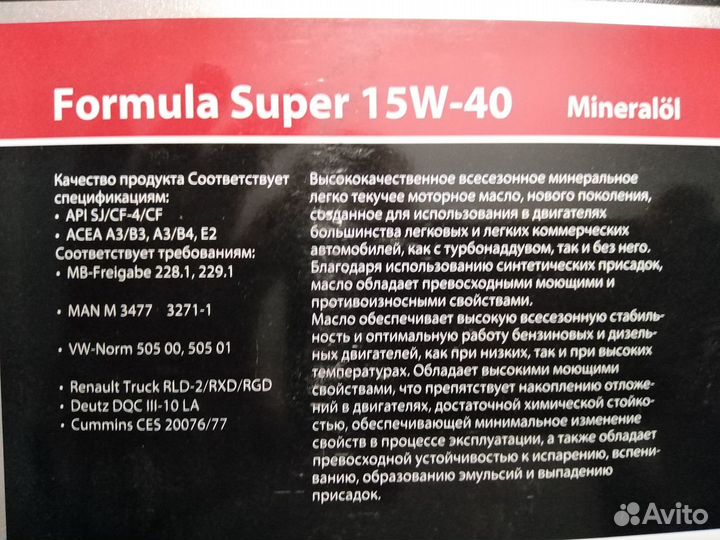 Formula Super 15W-40 Mineralöl
Качество продукта Соответствует
спецификациям:
• API SJ/CF-4/CF
• ACEA A3/B3, A3/B4, E2
Соответствует требованиям:
• MB-Freigabe 228.1, 229.1
• MAN M 3477 3271-1
• VW-Norm 505 00, 505 01
• Renault Truck RLD-2/RXD/RGD
• Deutz DQC III-10 LA
• Cummins CES 20076/77
Высококачественное всесезонное минеральное
легко текучее моторное масло, нового поколения,
созданное для использования в двигателях
большинства легковых и легких коммерческих
автомобилей, как с турбонаддувом, так и без него.
Благодаря использованию синтетических присадок,
масло обладает превосходными моющими и
противоизносными свойствами.
Масло обеспечивает высокую всесезонную стабиль-
ность и оптимальную работу бензиновых и дизель-
ных двигателей, как при низких, так и при высоких
температурах. Обладает высокими моющими
свойствами, что препятствует накоплению отложе-
ний в двигателях, достаточной химической стойко-
стью, обеспечивающей минимальное изменение
свойств в процессе эксплуатации, а также обладает
превосходной устойчивостью к испарению, вспени-
ванию, образованию эмульсий и выпадению
присадок.
Avito